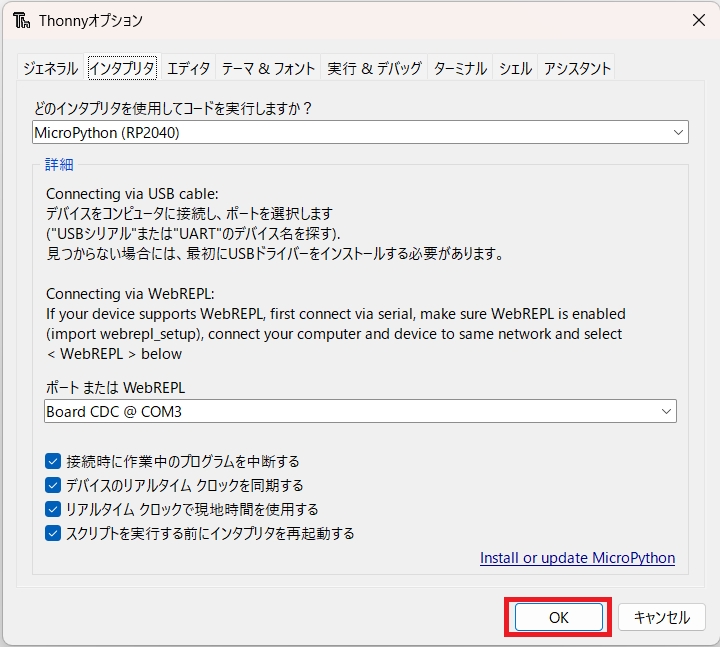 Thonnyオプション
ジェネラル インタプリタ エディタ テーマ & フォント 実行 & デバッグ ターミナル シェル アシスタント
どのインタプリタを使用してコードを実行しますか？
MicroPython (RP2040)
詳細
Connecting via USB cable:
デバイスをコンピュータに接続し、ポートを選択します
("USBシリアル"または"UART"のデバイス名を探す).
見つからない場合には、最初にUSBドライバーをインストールする必要があります。
Connecting via WebREPL:
If your device supports WebREPL, first connect via serial, make sure WebREPL is enabled
(import webrepl_setup), connect your computer and device to same network and select
< WebREPL > below
ポート または WebREPL
Board CDC @ COM3
接続時に作業中のプログラムを中断する
デバイスのリアルタイム クロックを同期する
リアルタイム クロックで現地時間を使用する
スクリプトを実行する前にインタプリタを再起動する
Install or update MicroPython
OK キャンセル